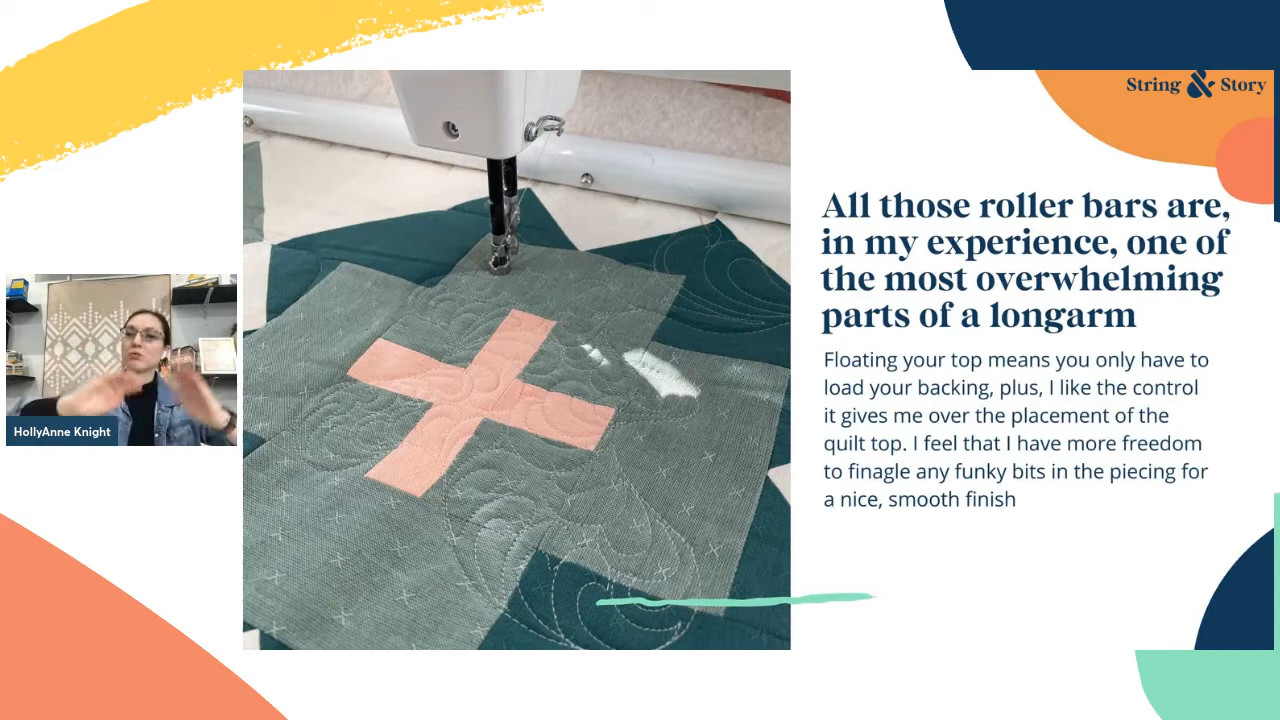 String & Story
All those roller bars are,
in my experience, one of
the most overwhelming
parts of a longarm
Floating your top means you only have to
load your backing, plus, I like the control
it gives me over the placement of the
quilt top. I feel that I have more freedom
to finagle any funky bits in the piecing for
a nice, smooth finish
HollyAnne Knight